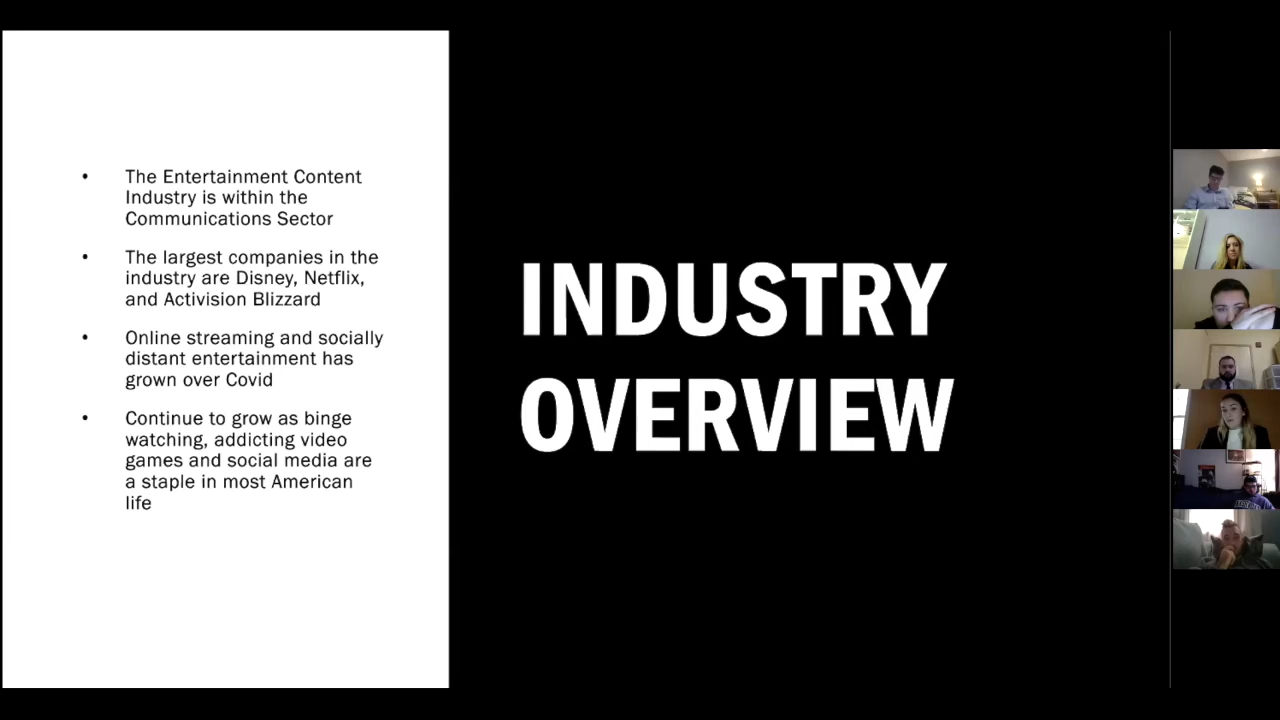 • The Entertainment Content
Industry is within the
Communications Sector
• The largest companies in the
industry are Disney, Netflix,
and Activision Blizzard
• Online streaming and socially
distant entertainment has
grown over Covid
• Continue to grow as binge
watching, addicting video
games and social media are
a staple in most American
life
INDUSTRY
OVERVIEW